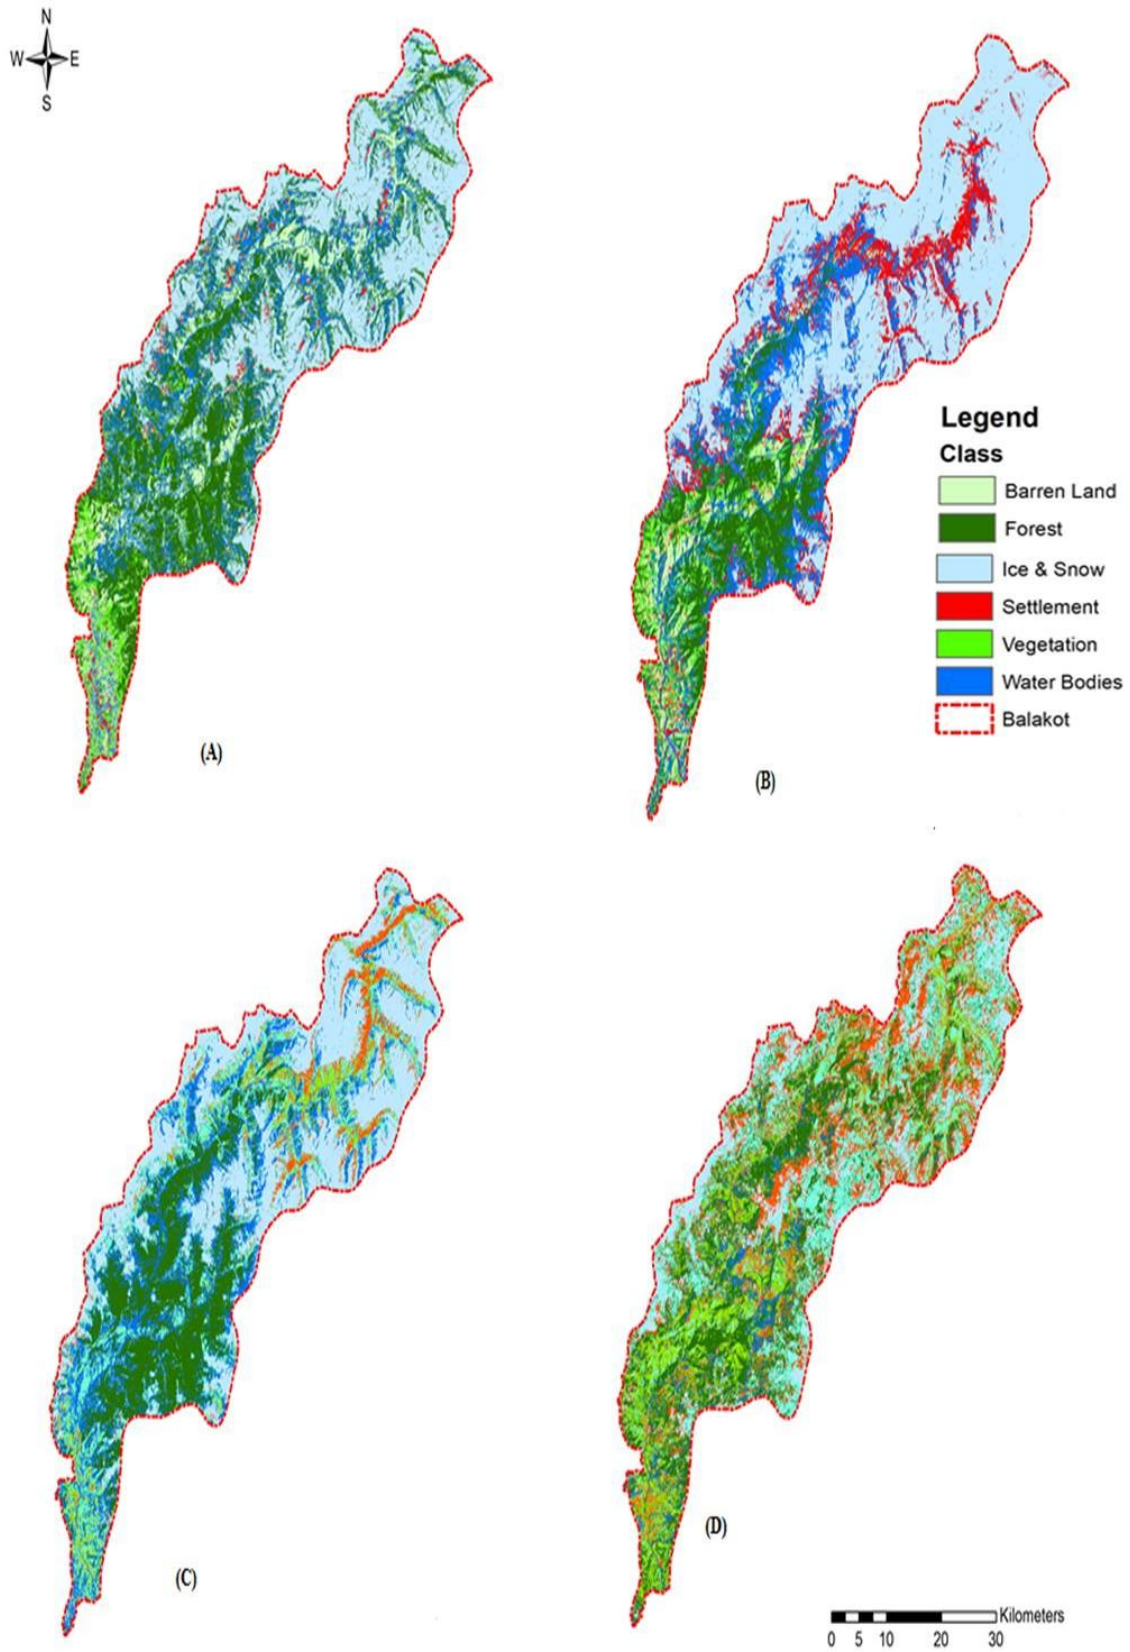 N
W E
S
Legend
Class
Barren Land
Forest
Ice & Snow
Settlement
Vegetation
Water Bodies
Balakot
(A)
(B)
(C)
(D)
Kilometers
0 5 10 20 30